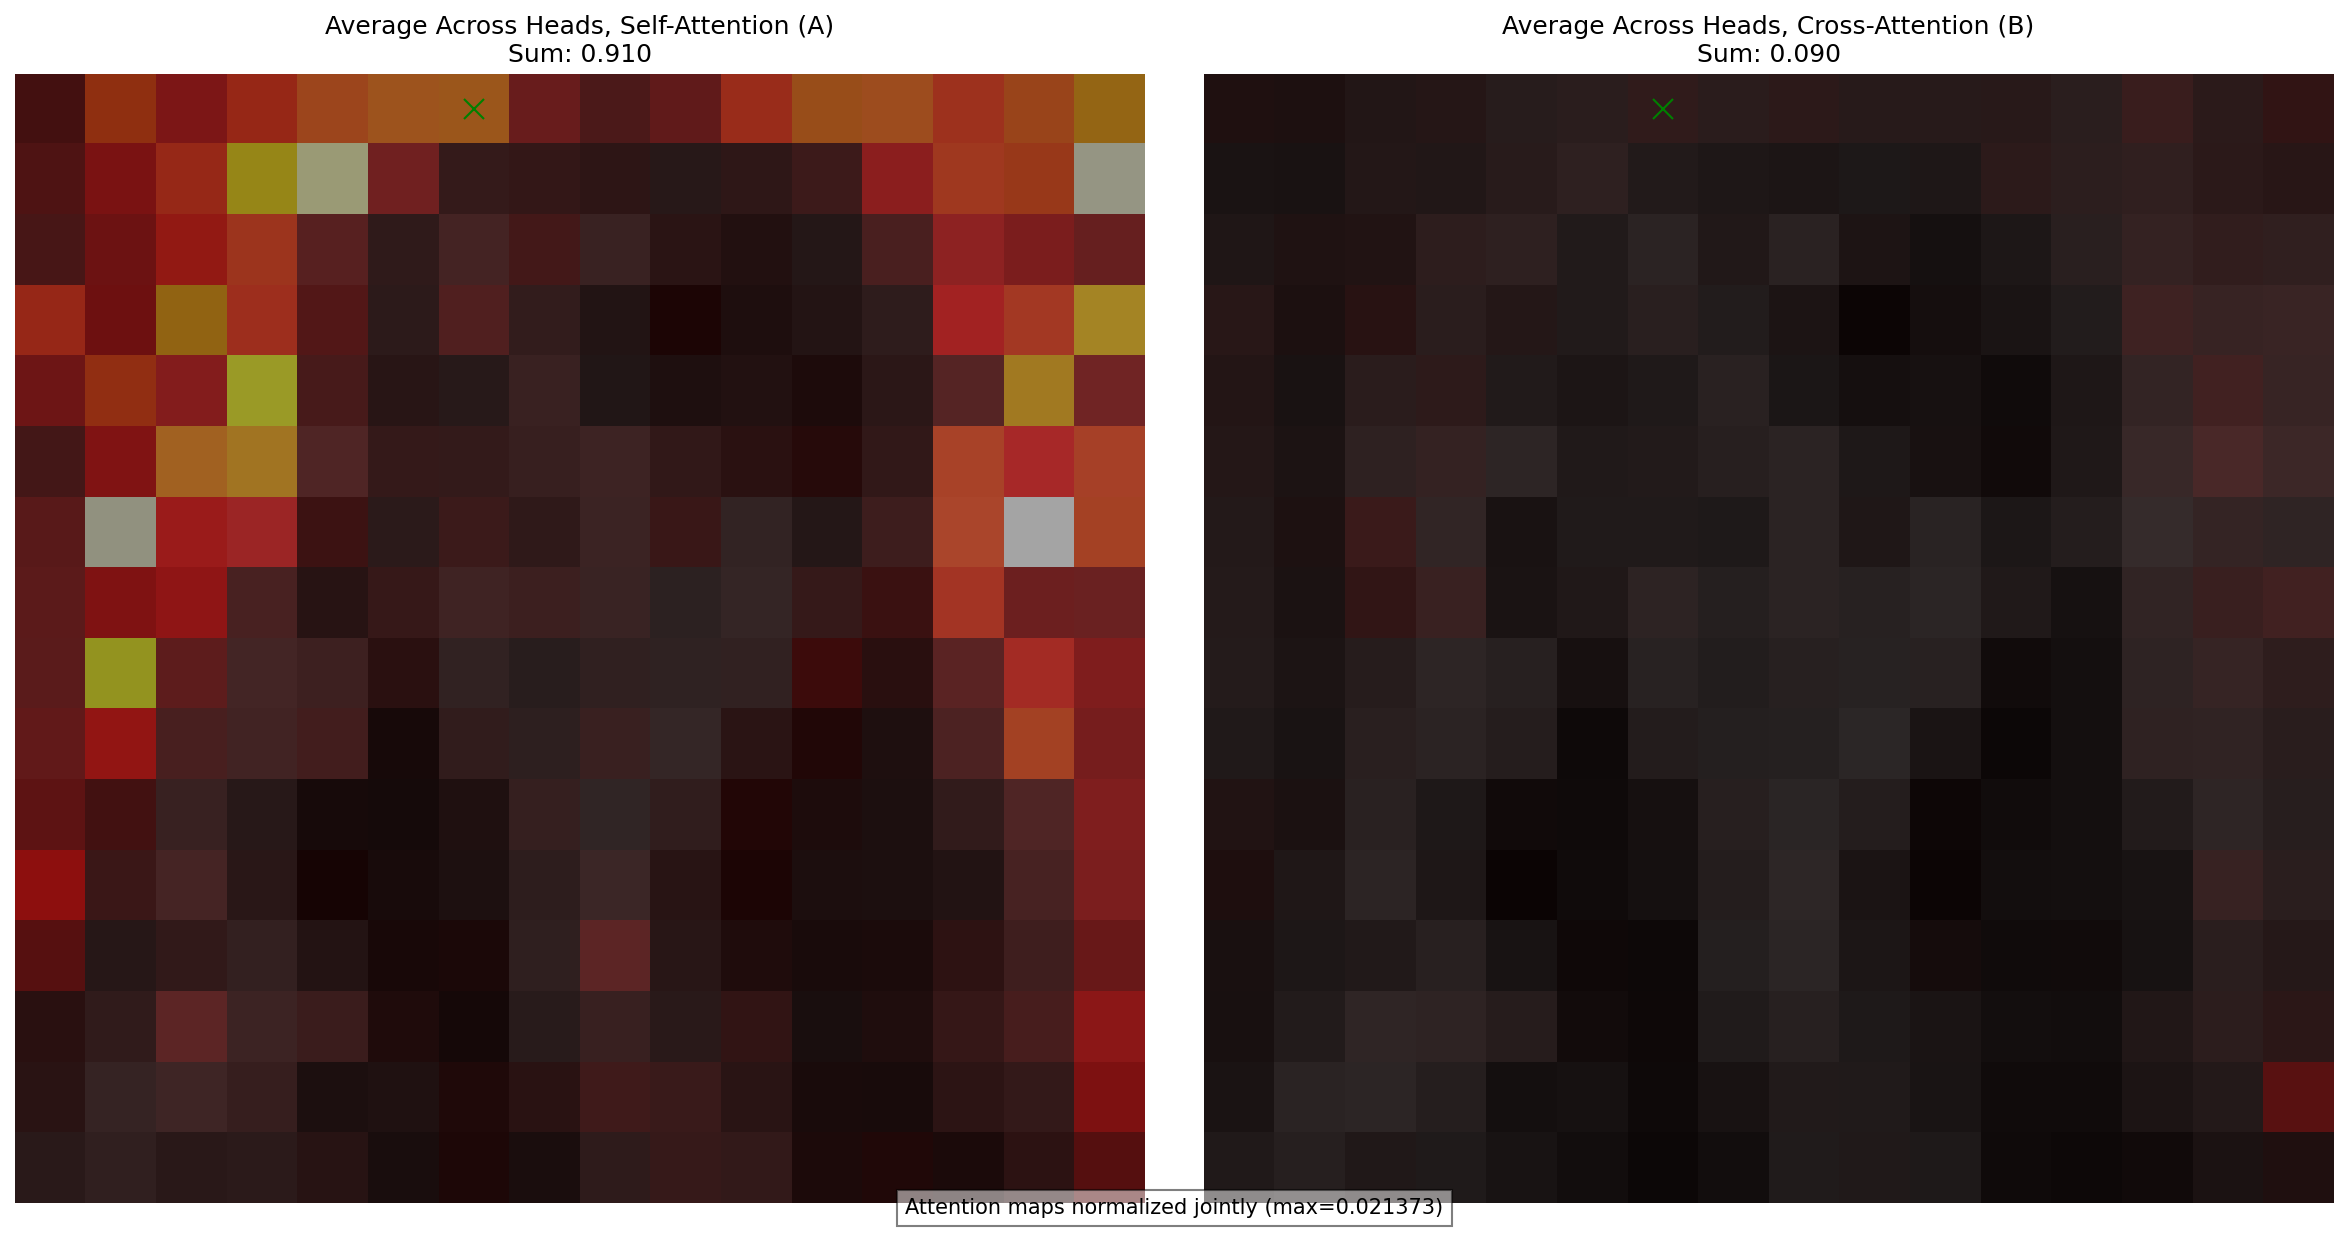 Average Across Heads, Self-Attention (A)
Sum: 0.910
Average Across Heads, Cross-Attention (B)
Sum: 0.090
Attention maps normalized jointly (max=0.021373)